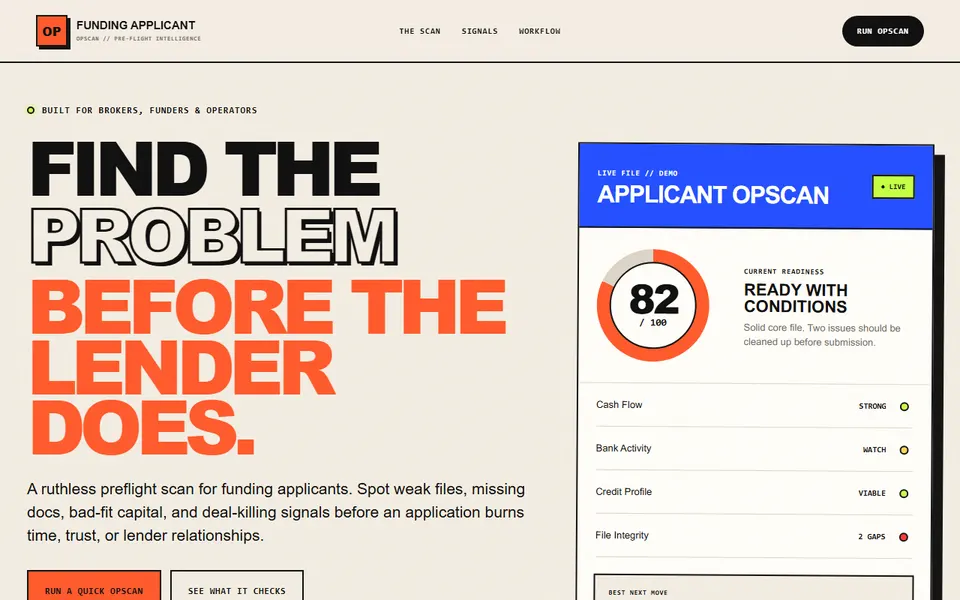 OP
FUNDING APPLICANT
OPSCAN // PRE-FLIGHT INTELLIGENCE
THE SCAN
SIGNALS
WORKFLOW
RUN OPSCAN
BUILT FOR BROKERS, FUNDERS & OPERATORS
FIND THE
PROBLEM
BEFORE THE
LENDER
DOES.
A ruthless preflight scan for funding applicants. Spot weak files, missing
docs, bad-fit capital, and deal-killing signals before an application burns
time, trust, or lender relationships.
RUN A QUICK OPSCAN
SEE WHAT IT CHECKS
LIVE FILE // DEMO
APPLICANT OPSCAN
LIVE
82
/ 100
CURRENT READINESS
READY WITH
CONDITIONS
Solid core file. Two issues should be
cleaned up before submission.
Cash Flow
STRONG
Bank Activity
WATCH
Credit Profile
VIABLE
File Integrity
2 GAPS
BEST NEXT MOVE